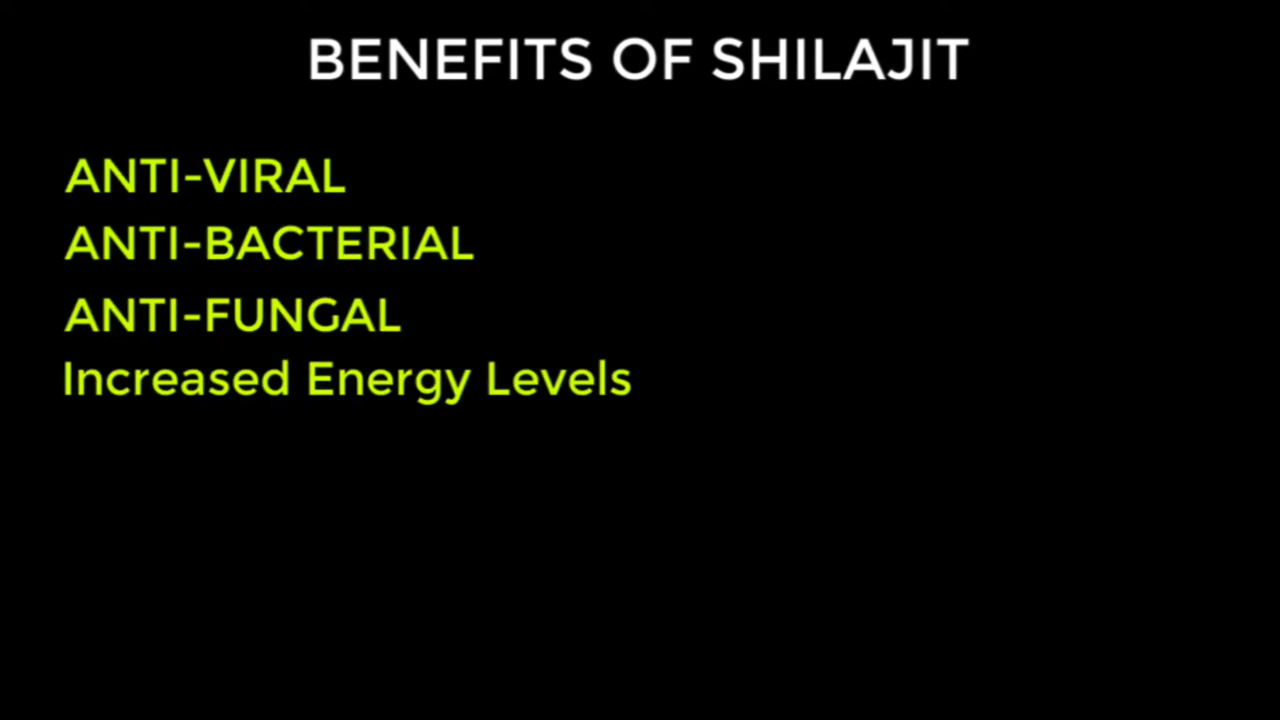 BENEFITS OF SHILAJIT
ANTI-VIRAL
ANTI-BACTERIAL
ANTI-FUNGAL
Increased Energy Levels